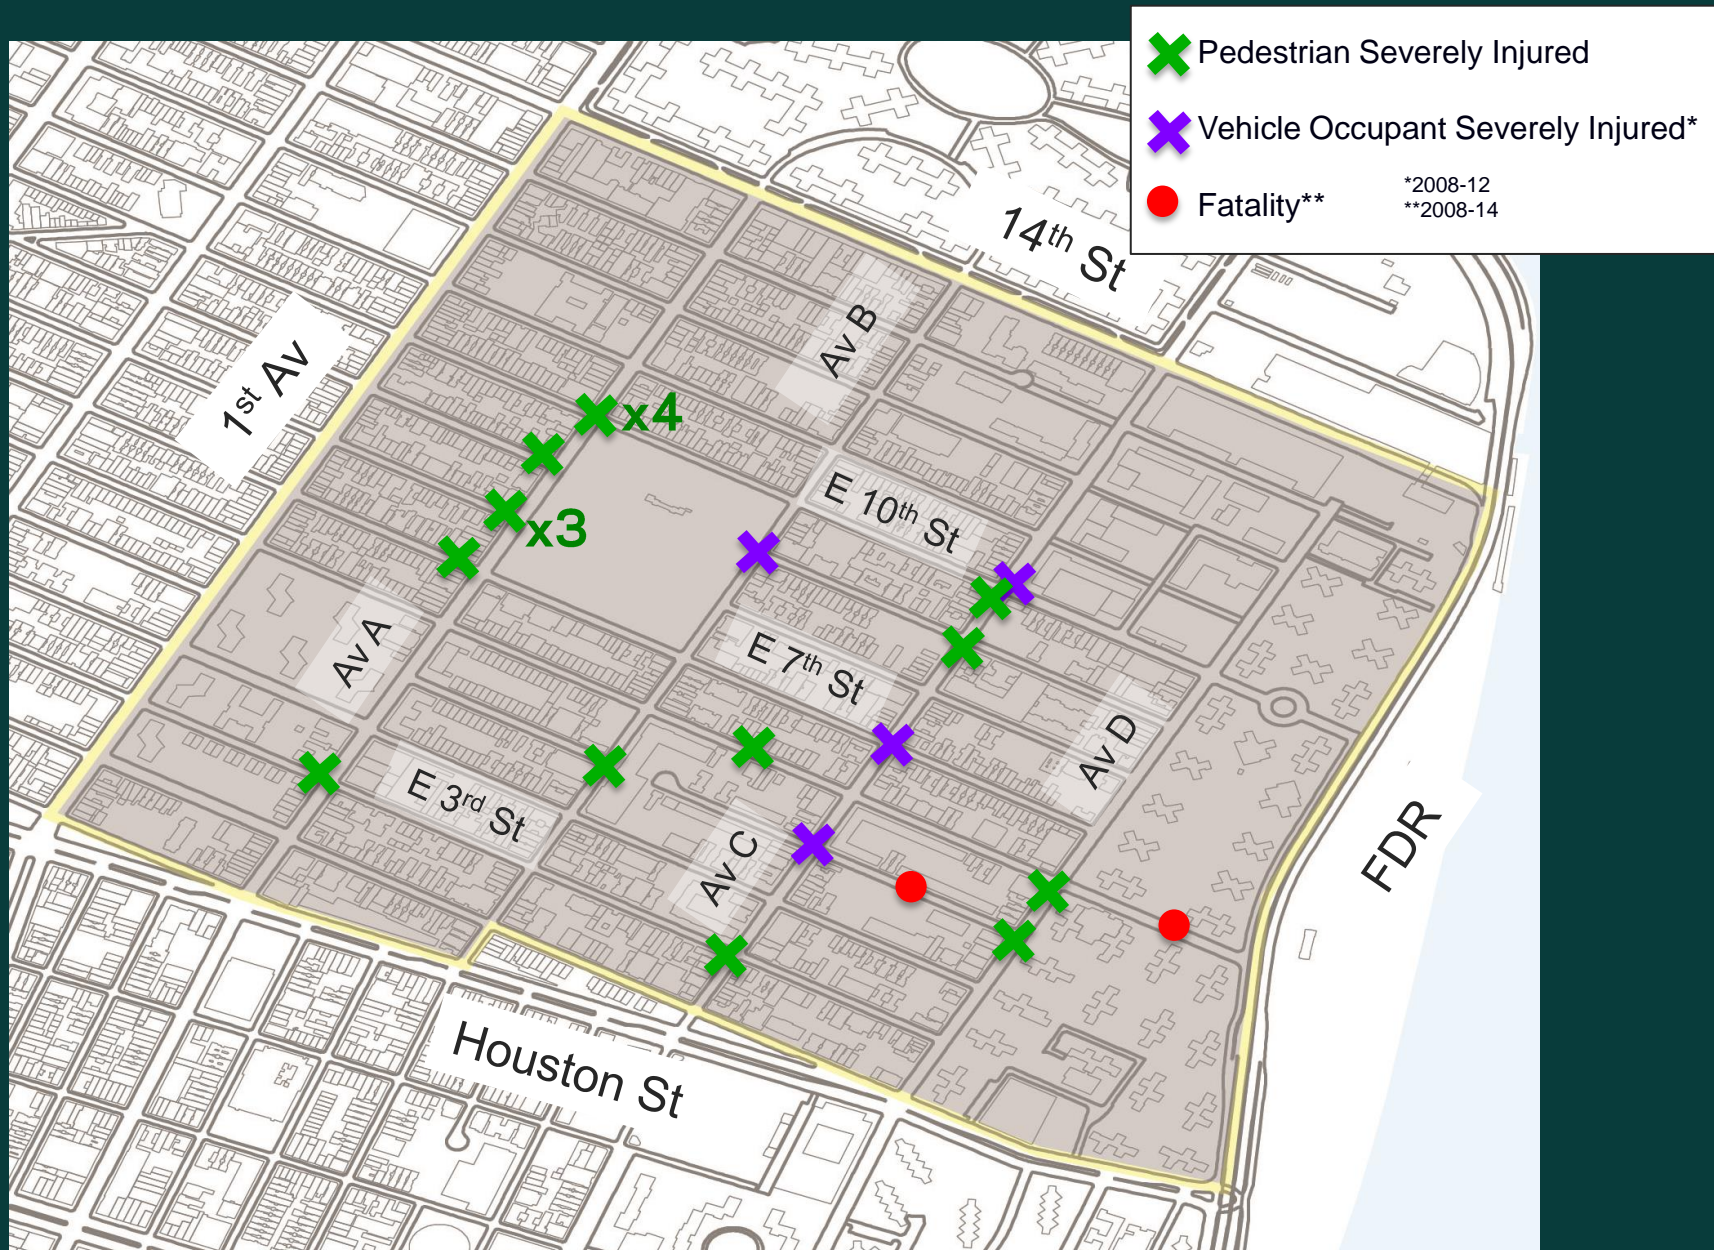 Pedestrian Severely Injured
Vehicle Occupant Severely Injured*
Fatality**
*2008-12
**2008-14
14th St
Av B
1st Av
x4
E 10th St
x3
Av A
E 7th St
Av D
E 3rd St
Av C
FDR
Houston St